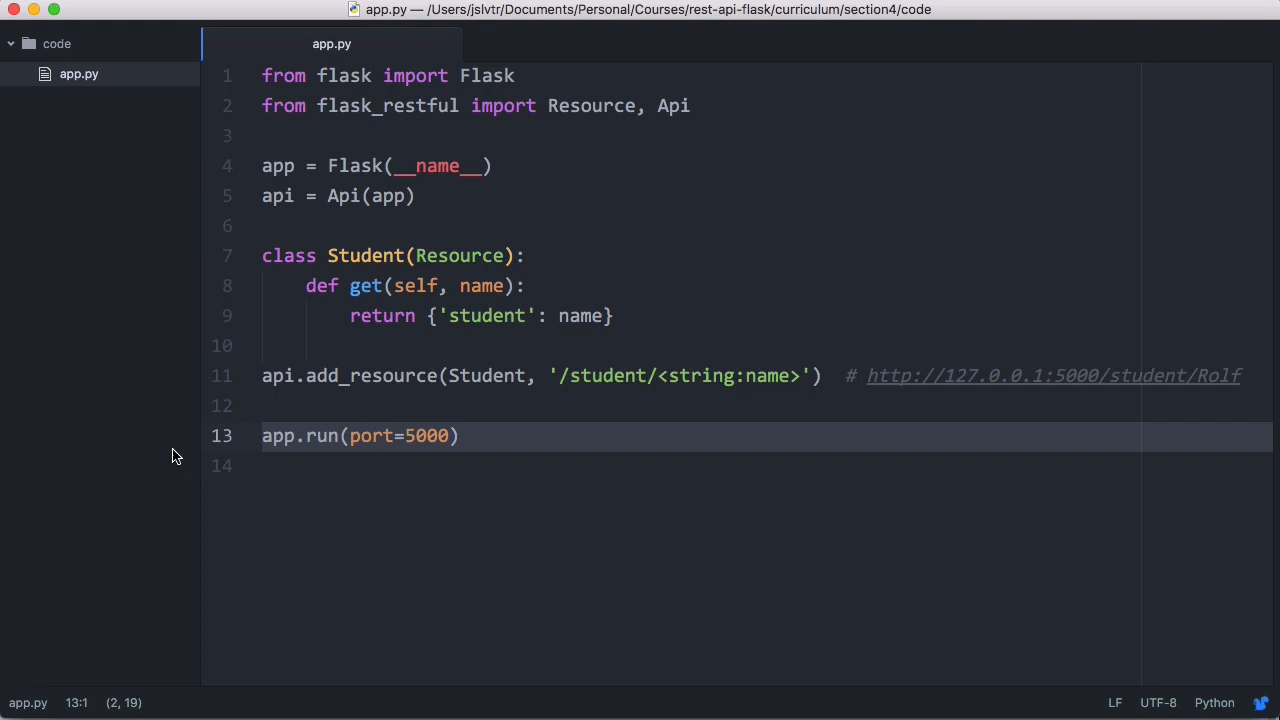 app.py — /Users/jslvtr/Documents/Personal/Courses/rest-api-flask/curriculum/section4/code
code
app.py
app.py
1 from flask import Flask
2 from flask_restful import Resource, Api
3
4 app = Flask(__name__)
5 api = Api(app)
6
7 class Student(Resource):
8     def get(self, name):
9         return {'student': name}
10
11 api.add_resource(Student, '/student/<string:name>')  # http://127.0.0.1:5000/student/Rolf
12
13 app.run(port=5000)
14
app.py 13:1 (2, 19) LF UTF-8 Python